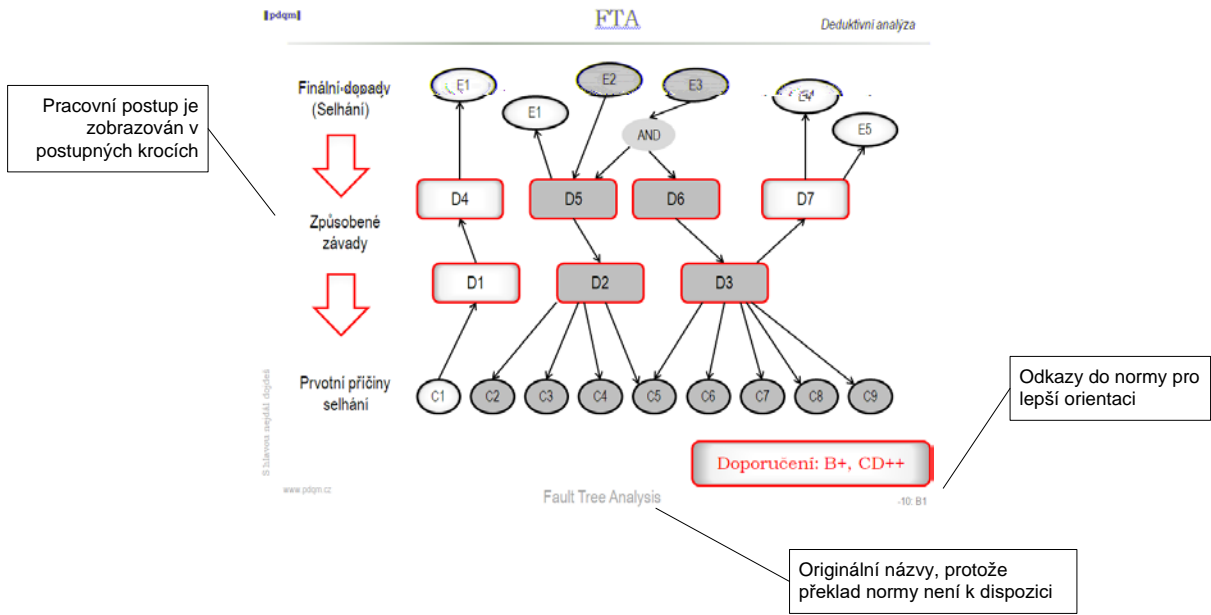 [pdqm]
FTA
Deduktivní analýza
Pracovní postup je
zobrazován v
postupných krocích
Finální dopady
(Selhání)
E1
E1
E2
E3
AND
E4
E5
D4
D5
D6
D7
Způsobené
závady
D1
D2
D3
Prvotní příčiny
selhání
C1
C2
C3
C4
C5
C6
C7
C8
C9
S hlavou nejdál dojdeš
Odkazy do normy pro
lepší orientaci
Doporučení: B+, CD++
www.pdqm.cz
Fault Tree Analysis
-10: B1
Originální názvy, protože
překlad normy není k dispozici